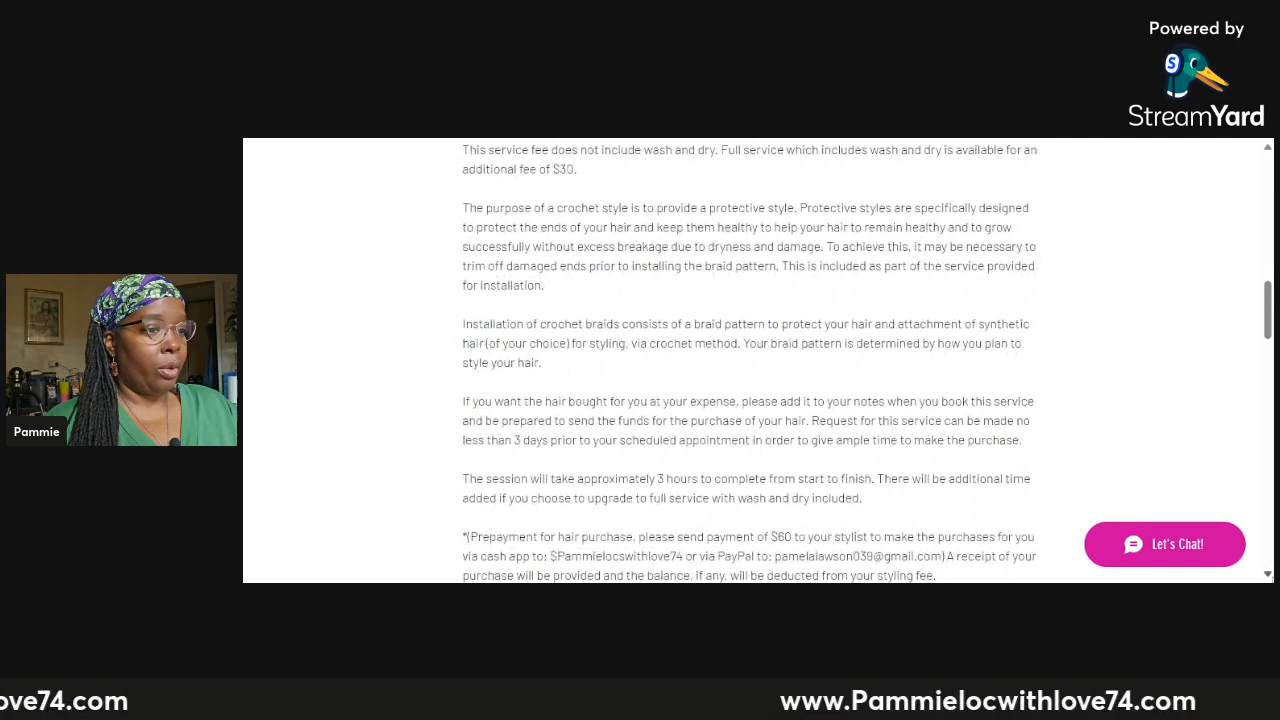 Powered by
S
StreamYard
This service fee does not include wash and dry. Full service which includes wash and dry is available for an
additional fee of $30.
The purpose of a crochet style is to provide a protective style. Protective styles are specifically designed
to protect the ends of your hair and keep them healthy to help your hair to remain healthy and to grow
successfully without excess breakage due to dryness and damage. To achieve this, it may be necessary to
trim off damaged ends prior to installing the braid pattern. This is included as part of the service provided
for installation.
Installation of crochet braids consists of a braid pattern to protect your hair and attachment of synthetic
hair (of your choice) for styling, via crochet method. Your braid pattern is determined by how you plan to
style your hair.
If you want the hair bought for you at your expense, please add it to your notes when you book this service
and be prepared to send the funds for the purchase of your hair. Request for this service can be made no
less than 3 days prior to your scheduled appointment in order to give ample time to make the purchase.
The session will take approximately 3 hours to complete from start to finish. There will be additional time
added if you choose to upgrade to full service with wash and dry included.
*(Prepayment for hair purchase, please send payment of $60 to your stylist to make the purchases for you
via cash app to; $Pammielocswithlove74 or via PayPal to: pamelalawson039@gmail.com) A receipt of your
purchase will be provided and the balance, if any, will be deducted from your styling fee.
Let's Chat!
Pammie
ove74.com
www.Pammielocwithlove74.com